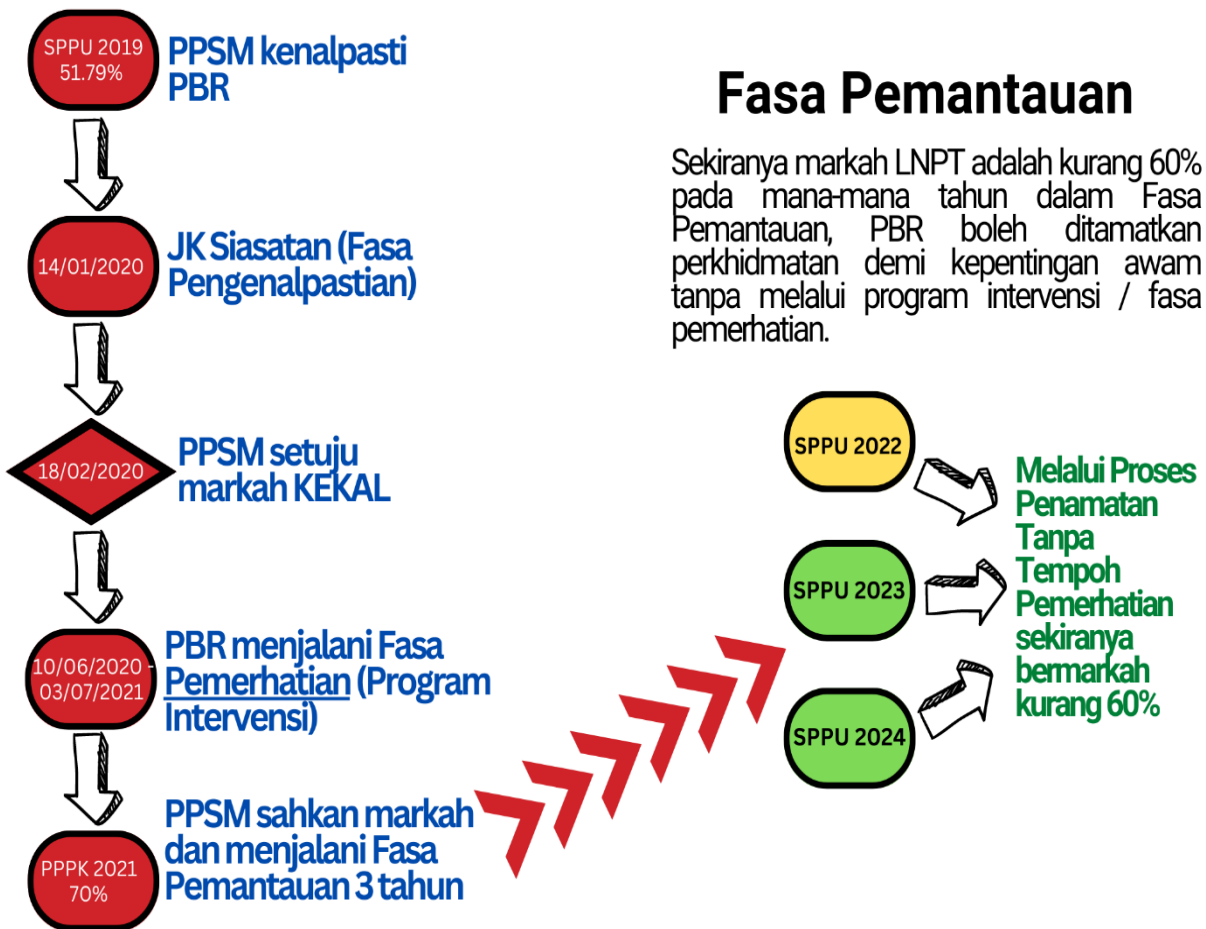 SPPU 2019
51.79%
PPSM kenalpasti
PBR
14/01/2020
JK Siasatan (Fasa
Pengenalpastian)
18/02/2020
PPSM setuju
markah KEKAL
10/06/2020 -
03/07/2021
PBR menjalani Fasa
Pemerhatian (Program
Intervensi)
PPPK 2021
70%
PPSM sahkan markah
dan menjalani Fasa
Pemantauan 3 tahun
Fasa Pemantauan
Sekiranya markah LNPT adalah kurang 60%
pada mana-mana tahun dalam Fasa
Pemantauan, PBR boleh ditamatkan
perkhidmatan demi kepentingan awam
tanpa melalui program intervensi / fasa
pemerhatian.
SPPU 2022
SPPU 2023
SPPU 2024
Melalui Proses
Penamatan
Tanpa
Tempoh
Pemerhatian
sekiranya
bermarkah
kurang 60%